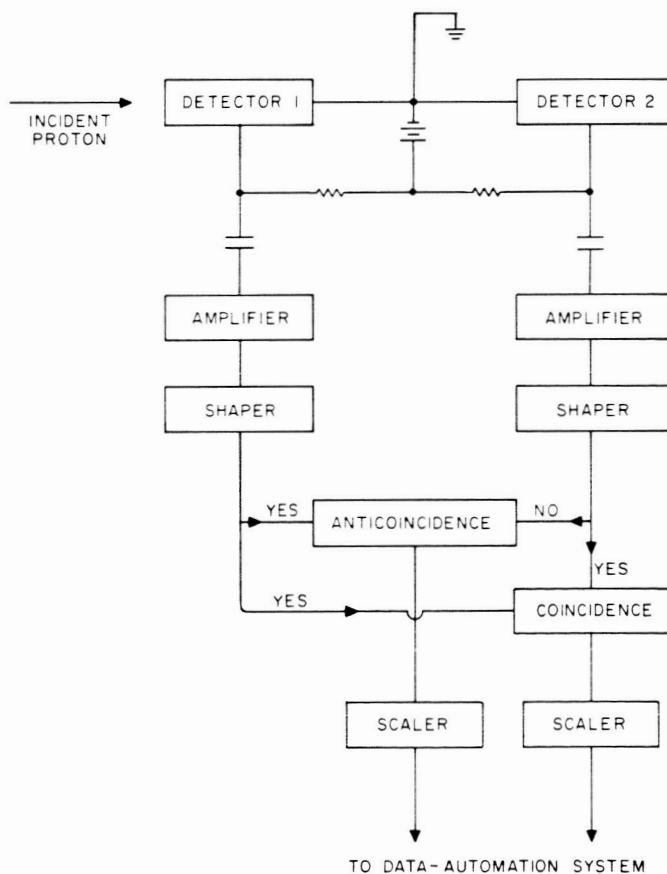 DETECTOR 1
DETECTOR 2
INCIDENT
PROTON
AMPLIFIER
AMPLIFIER
SHAPER
SHAPER
YES
ANTICOINCIDENCE
NO
YES
YES
COINCIDENCE
SCALER
SCALER
TO DATA-AUTOMATION SYSTEM